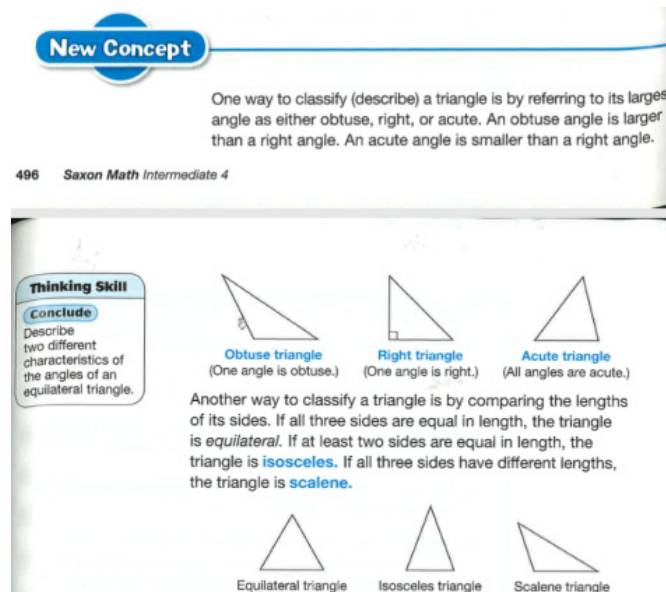 New Concept
One way to classify (describe) a triangle is by referring to its larges
angle as either obtuse, right, or acute. An obtuse angle is larger
than a right angle. An acute angle is smaller than a right angle.
496 Saxon Math Intermediate 4
Thinking Skill
Conclude
Describe
two different
characteristics of
the angles of an
equilateral triangle.
Obtuse triangle
(One angle is obtuse.)
Right triangle
(One angle is right.)
Acute triangle
(All angles are acute.)
Another way to classify a triangle is by comparing the lengths
of its sides. If all three sides are equal in length, the triangle
is equilateral. If at least two sides are equal in length, the
triangle is isosceles. If all three sides have different lengths,
the triangle is scalene.
Equilateral triangle
Isosceles triangle
Scalene triangle